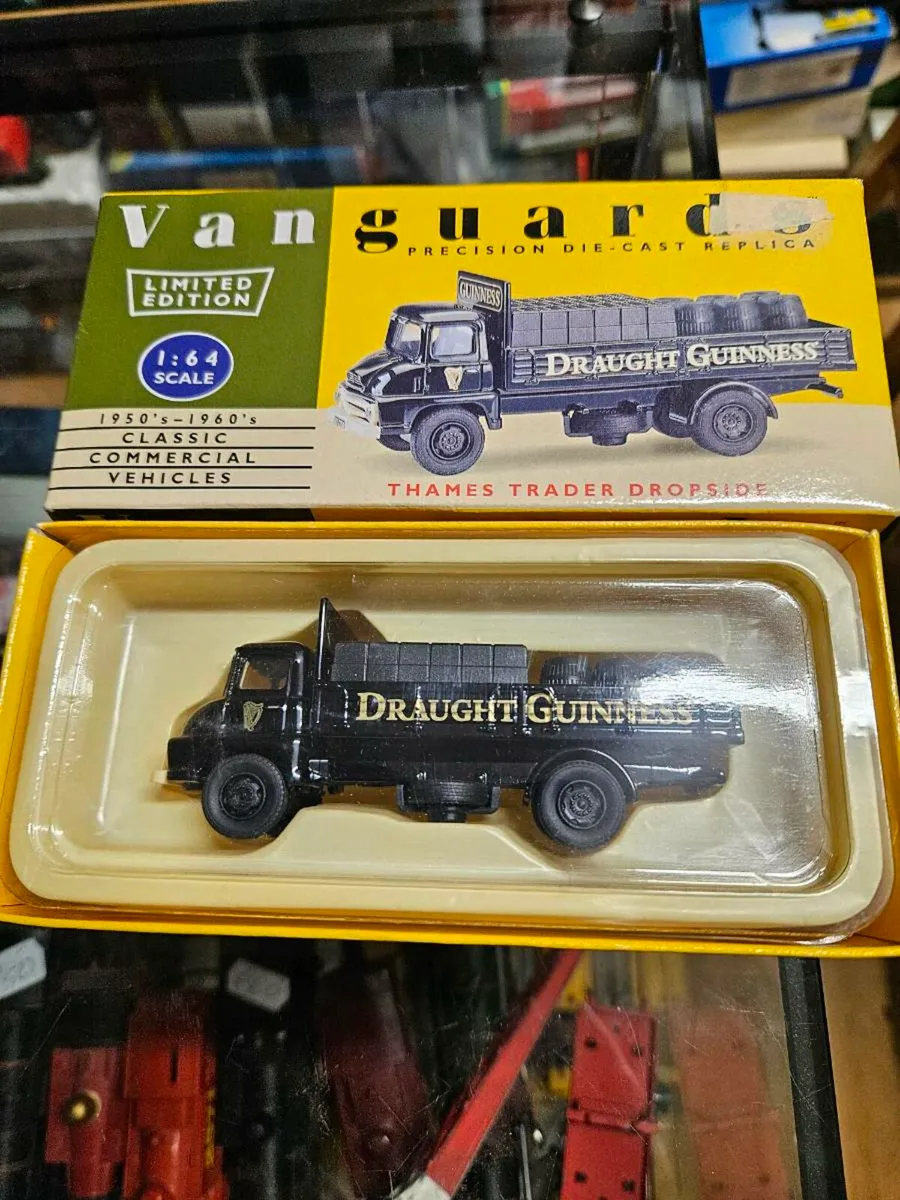 Vanguards
PRECISION DIE-CAST REPLICA
LIMITED
EDITION
1:64
SCALE
1950's–1960's
CLASSIC
COMMERCIAL
VEHICLES
GUINNESS
DRAUGHT GUINNESS
THAMES TRADER DROPSIDE
DRAUGHT GUINNESS